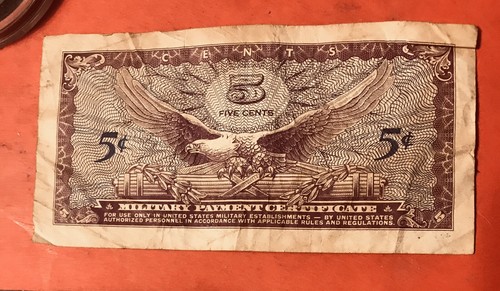 CENTS
5
FIVE CENTS
5¢ 5¢
MILITARY PAYMENT CERTIFICATE
FOR USE ONLY IN UNITED STATES MILITARY ESTABLISHMENTS — BY UNITED STATES
AUTHORIZED PERSONNEL IN ACCORDANCE WITH APPLICABLE RULES AND REGULATIONS.